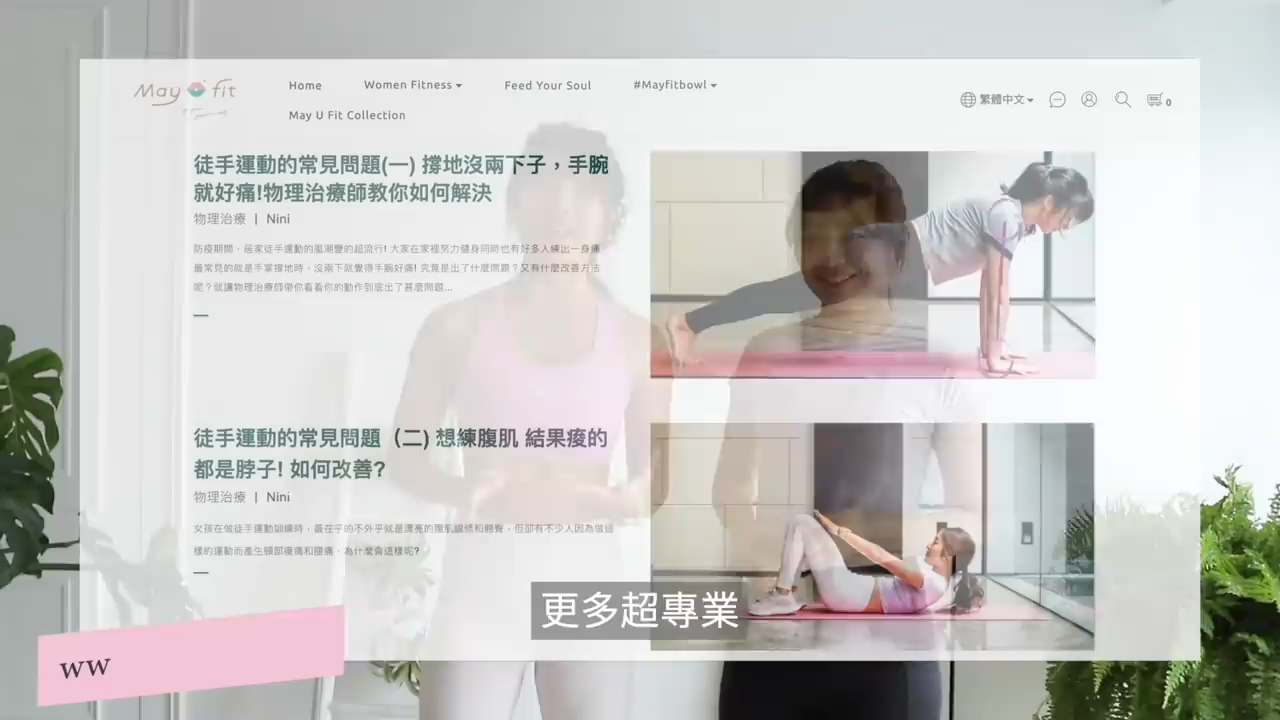 May fit
Home
Women Fitness
Feed Your Soul
#Mayfitbowl
繁體中文
0
May U Fit Collection
徒手運動的常見問題(一) 撐地沒兩下子，手腕
就好痛!物理治療師教你如何解決
物理治療 | Nini
防疫期間，居家徒手運動的風潮變的超流行! 大家在家裡努力健身同時也有好多人練出一身痛
最常見的就是手掌撐地時，沒兩下就覺得手腕好痛! 究竟是出了什麼問題？又有什麼改善方法
呢？就讓物理治療師帶你看看你的動作到底出了甚麼問題...
徒手運動的常見問題（二) 想練腹肌 結果痠的
都是脖子! 如何改善?
物理治療 | Nini
女孩在做徒手運動訓練時，最在乎的不外乎就是漂亮的腹肌線條和翹臀，但卻有不少人因為做這
樣的運動而產生頸部痠痛和腰痛，為什麼會這樣呢?
更多超專業
ww